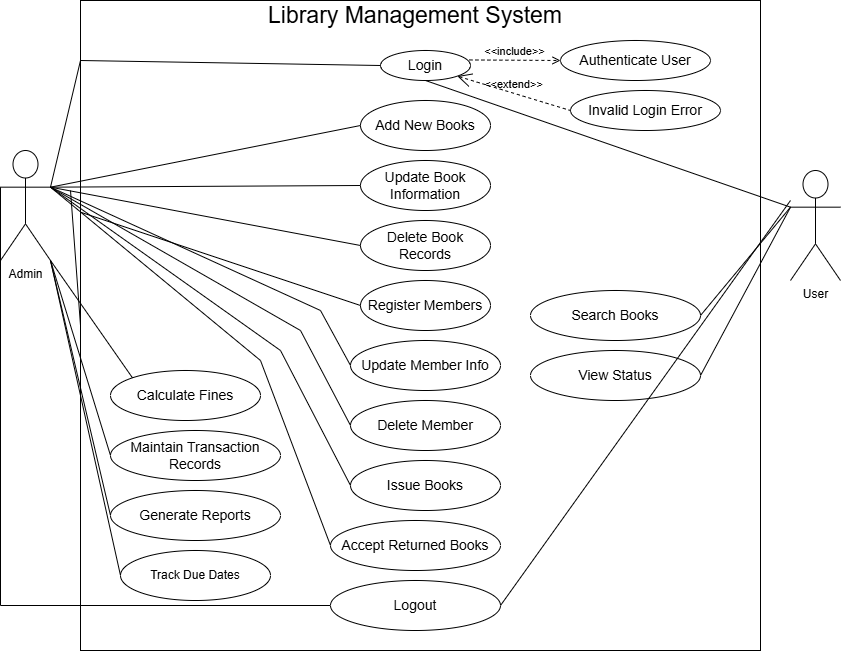 Library Management System
Login
<<include>>
Authenticate User
<<extend>>
Invalid Login Error
Add New Books
Update Book
Information
Delete Book
Records
Admin
User
Register Members
Search Books
Update Member Info
View Status
Calculate Fines
Delete Member
Maintain Transaction
Records
Issue Books
Generate Reports
Accept Returned Books
Track Due Dates
Logout